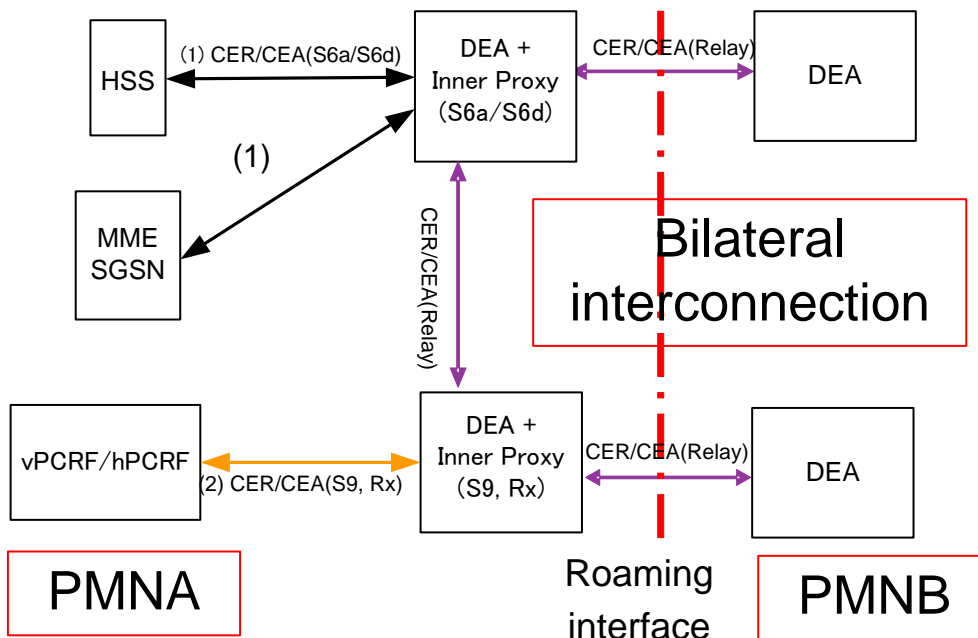 HSS
(1) CER/CEA(S6a/S6d)
DEA +
Inner Proxy
(S6a/S6d)
CER/CEA(Relay)
DEA
(1)
MME
SGSN
CER/CEA(Relay)
Bilateral
interconnection
vPCRF/hPCRF
(2) CER/CEA(S9, Rx)
DEA +
Inner Proxy
(S9, Rx)
CER/CEA(Relay)
DEA
PMNA
Roaming
interface
PMNB